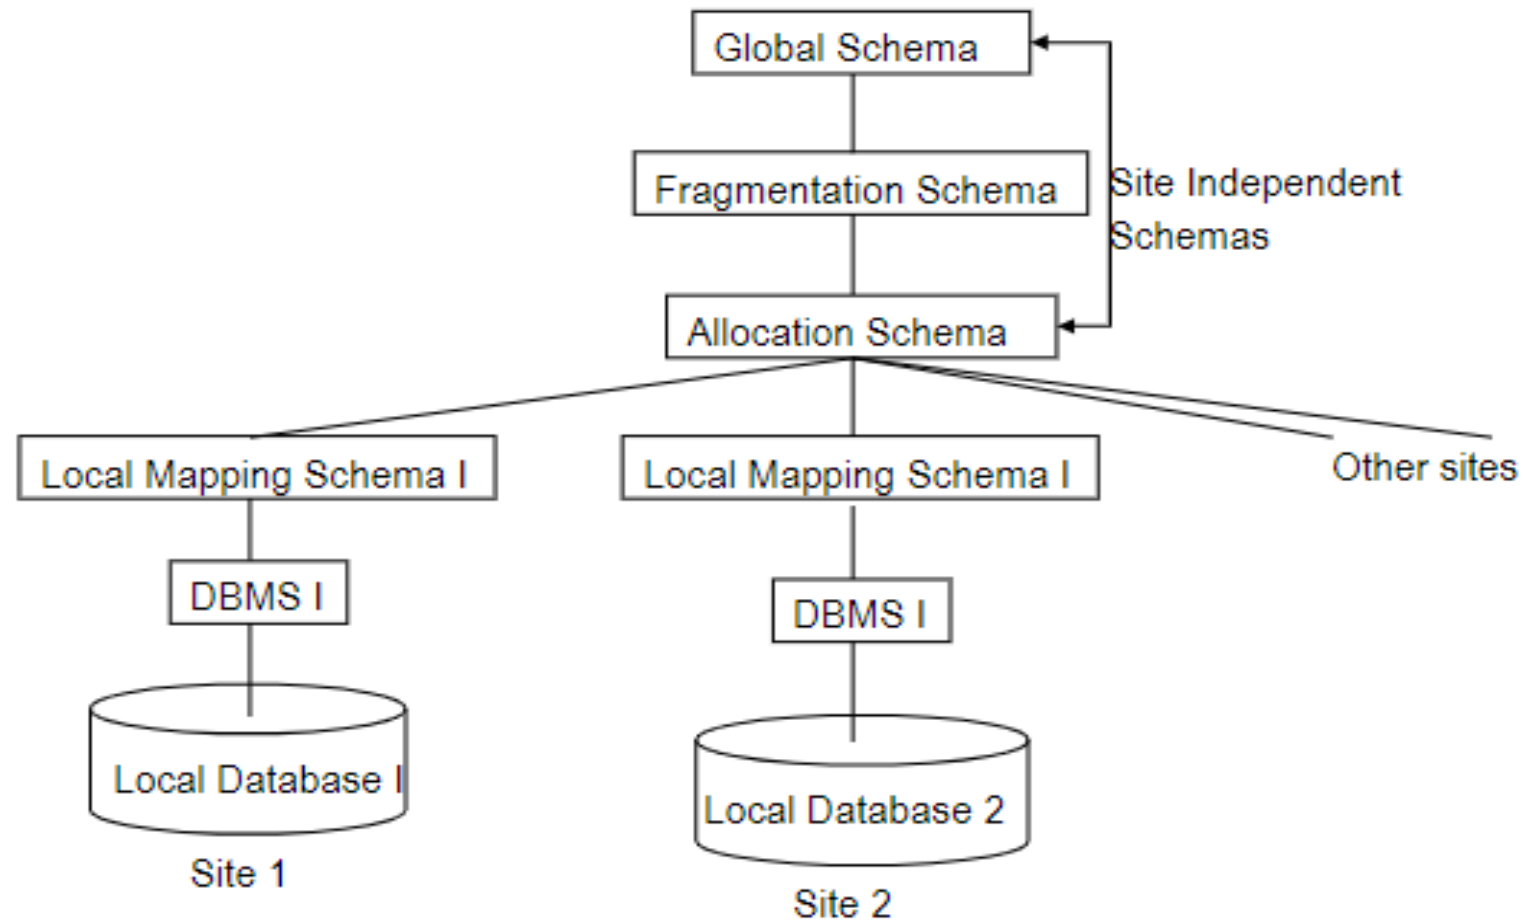 Global Schema
Fragmentation Schema
Site Independent
Schemas
Allocation Schema
Local Mapping Schema I
Local Mapping Schema I
Other sites
DBMS I
DBMS I
Local Database I
Local Database 2
Site 1
Site 2